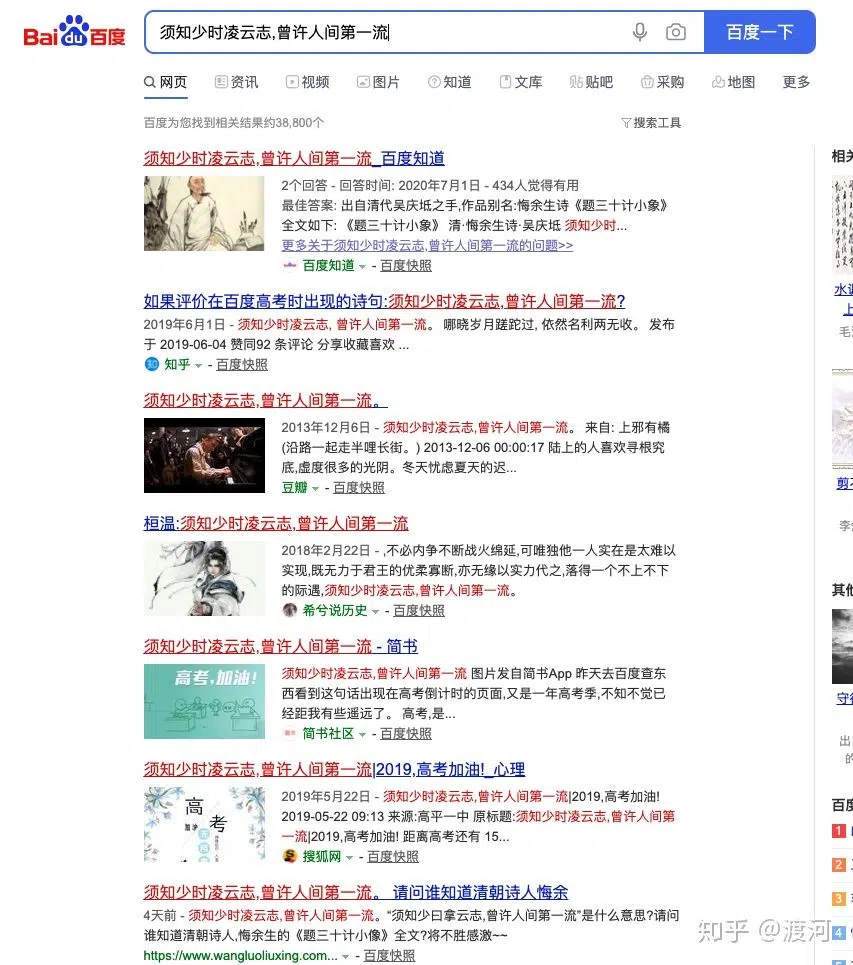 Bai du 百度
须知少时凌云志,曾许人间第一流
百度一下
网页 资讯 视频 图片 知道 文库 贴吧 采购 地图 更多
百度为您找到相关结果约38,800个
搜索工具
须知少时凌云志,曾许人间第一流_百度知道
2个回答 - 回答时间: 2020年7月1日 - 434人觉得有用
最佳答案: 出自清代吴庆坻之手,作品别名:悔余生诗《题三十计小象》
全文如下: 《题三十计小象》 清·悔余生诗·吴庆坻 须知少时...
更多关于须知少时凌云志,曾许人间第一流的问题>>
百度知道 - 百度快照
如果评价在百度高考时出现的诗句:须知少时凌云志,曾许人间第一流?
2019年6月1日 - 须知少时凌云志, 曾许人间第一流。 哪晓岁月蹉跎过, 依然名利两无收。 发布
于 2019-06-04 赞同92 条评论 分享收藏喜欢 ...
知 知乎 - 百度快照
须知少时凌云志,曾许人间第一流。
2013年12月6日 - 须知少时凌云志,曾许人间第一流。 来自: 上邪有橘
(沿路一起走半哩长街。) 2013-12-06 00:00:17 陆上的人喜欢寻根究
底,虚度很多的光阴。冬天忧虑夏天的迟...
豆瓣 - 百度快照
桓温:须知少时凌云志,曾许人间第一流
2018年2月22日 - ,不必内争不断战火绵延,可唯独他一人实在是太难以
实现,既无力于君王的优柔寡断,亦无缘以实力代之,落得一个不上不下
的际遇,须知少时凌云志,曾许人间第一流。
希兮说历史 - 百度快照
须知少时凌云志,曾许人间第一流 - 简书
高考,加油!
须知少时凌云志,曾许人间第一流 图片发自简书App 昨天去百度查东
西看到这句话出现在高考倒计时的页面,又是一年高考季,不知不觉已
经距我有些遥远了。 高考,是...
简书社区 - 百度快照
须知少时凌云志,曾许人间第一流|2019,高考加油!_心理
高考
加油
2019年5月22日 - 须知少时凌云志,曾许人间第一流|2019,高考加油!
2019-05-22 09:13 来源:高平一中 原标题:须知少时凌云志,曾许人间第
一流|2019,高考加油! 距离高考还有 15...
搜狐网 - 百度快照
须知少时凌云志,曾许人间第一流。 请问谁知道清朝诗人悔余
4天前 - 须知少时凌云志,曾许人间第一流。“须知少曰拿云志,曾许人间第一流”是什么意思?请问
谁知道清朝诗人,悔余生的《题三十计小像》全文?将不胜感激~~
https://www.wangluoliuxing.com... - 百度快照
相关
水调
上
毛
剪不
李
其他
守得
出
的
百度
1
2
3
4
知乎 @渡河